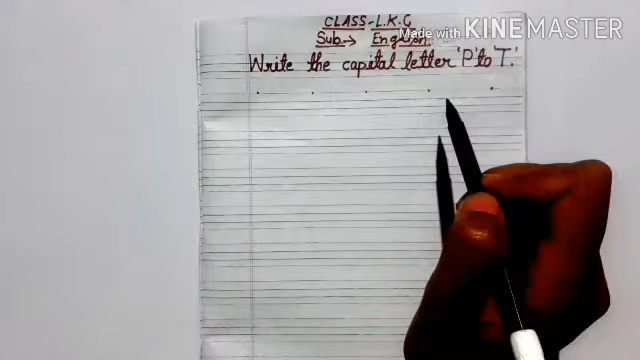 CLASS-L.K.G
Made with KINEMASTER
Sub.→ English
Write the capital letter 'P' to 'T.'